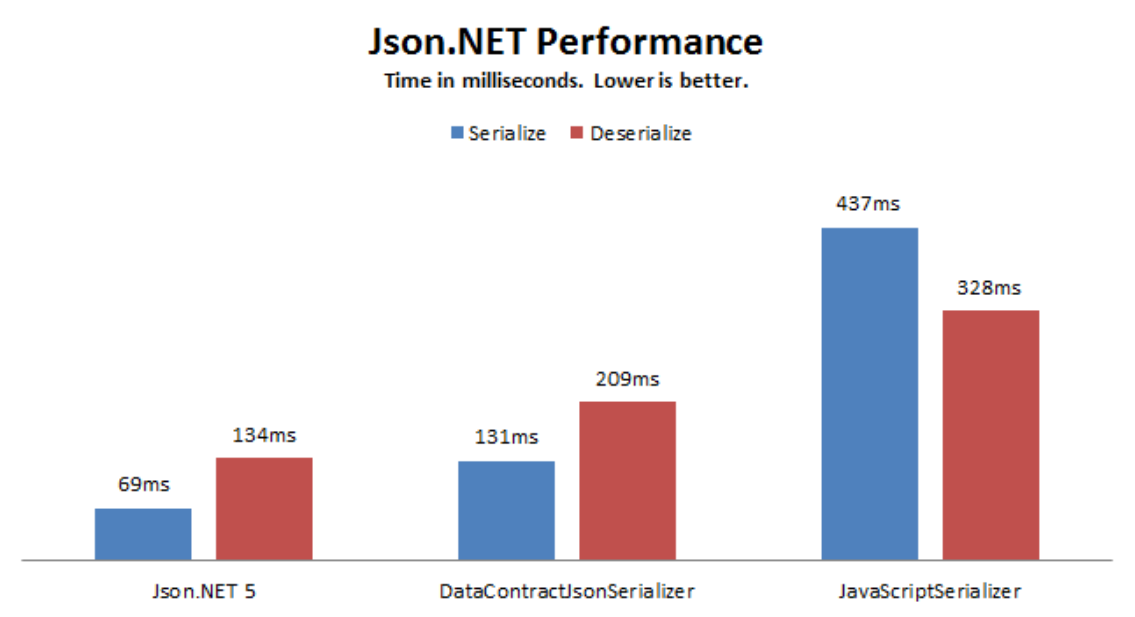 Json.NET Performance
Time in milliseconds. Lower is better.
Serialize Deserialize
437ms
328ms
209ms
134ms
131ms
69ms
Json.NET 5 DataContractJsonSerializer JavaScriptSerializer